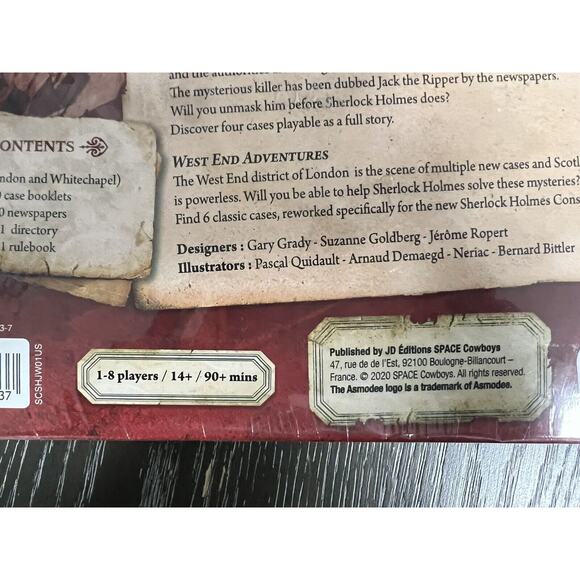 The mysterious killer has been dubbed Jack the Ripper by the newspapers.
Will you unmask him before Sherlock Holmes does?
Discover four cases playable as a full story.
WEST END ADVENTURES
The West End district of London is the scene of multiple new cases and Scotl
is powerless. Will you be able to help Sherlock Holmes solve these mysteries?
Find 6 classic cases, reworked specifically for the new Sherlock Holmes Cons
Designers : Gary Grady - Suzanne Goldberg - Jérôme Ropert
Illustrators : Pascal Quidault - Arnaud Demaegd - Neriac - Bernard Bittler
ONTENTS
ndon and Whitechapel)
0 case booklets
0 newspapers
1 directory
1 rulebook
3-7
37
SCSHJW01US
1-8 players / 14+ / 90+ mins
Published by JD Éditions SPACE Cowboys
47, rue de de l'Est, 92100 Boulogne-Billancourt –
France. © 2020 SPACE Cowboys. All rights reserved.
The Asmodee logo is a trademark of Asmodee.